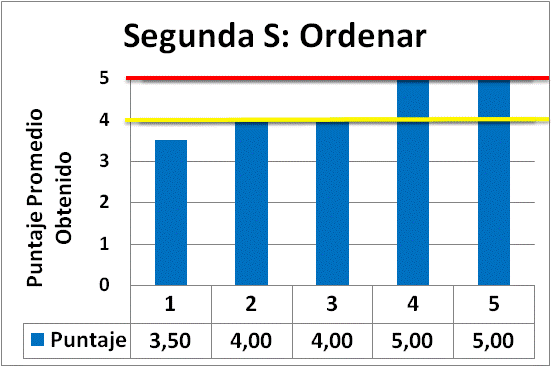 Segunda S: Ordenar
Puntaje Promedio
Obtenido
5
4
3
2
1
0
1 2 3 4 5
Puntaje 3,50 4,00 4,00 5,00 5,00